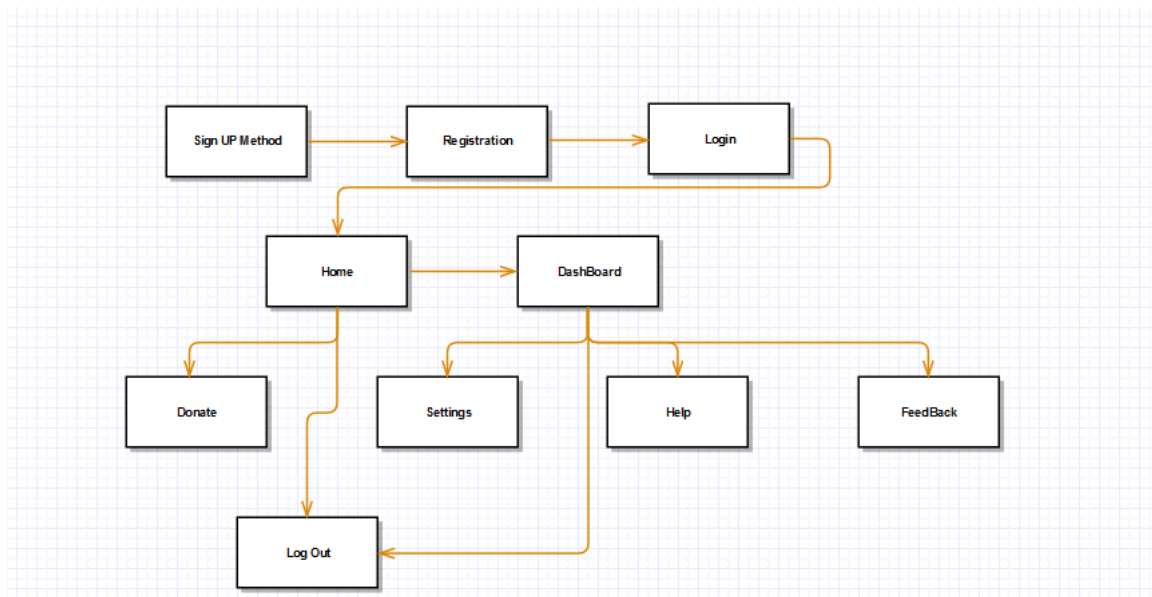 Sign UP Method
Registration
Login
Home
DashBoard
Donate
Settings
Help
FeedBack
Log Out